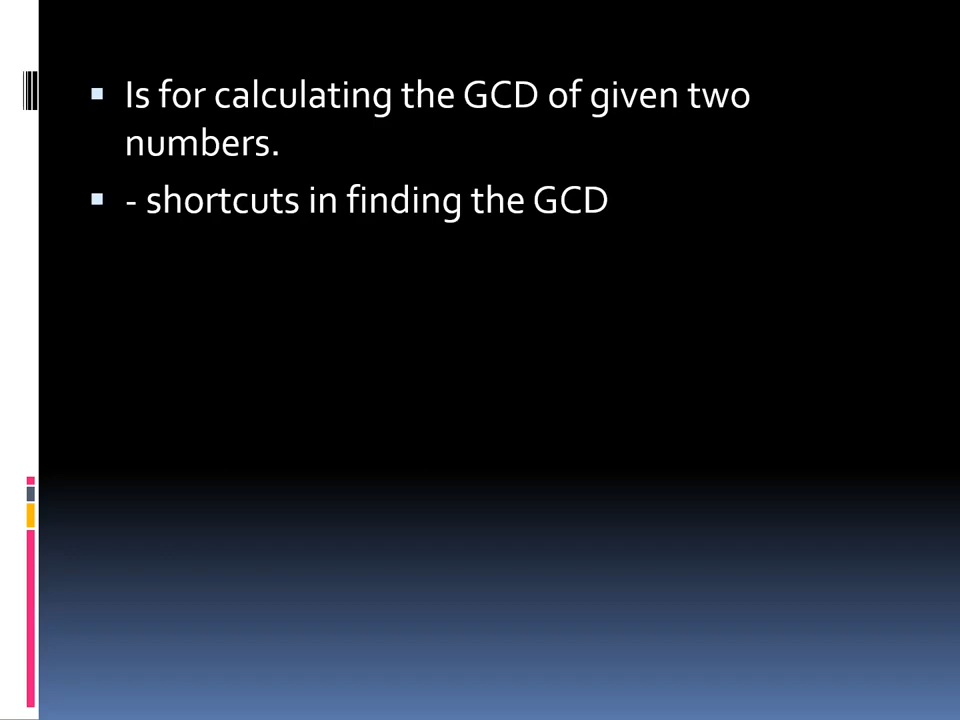 ▪ Is for calculating the GCD of given two
numbers.
▪ - shortcuts in finding the GCD